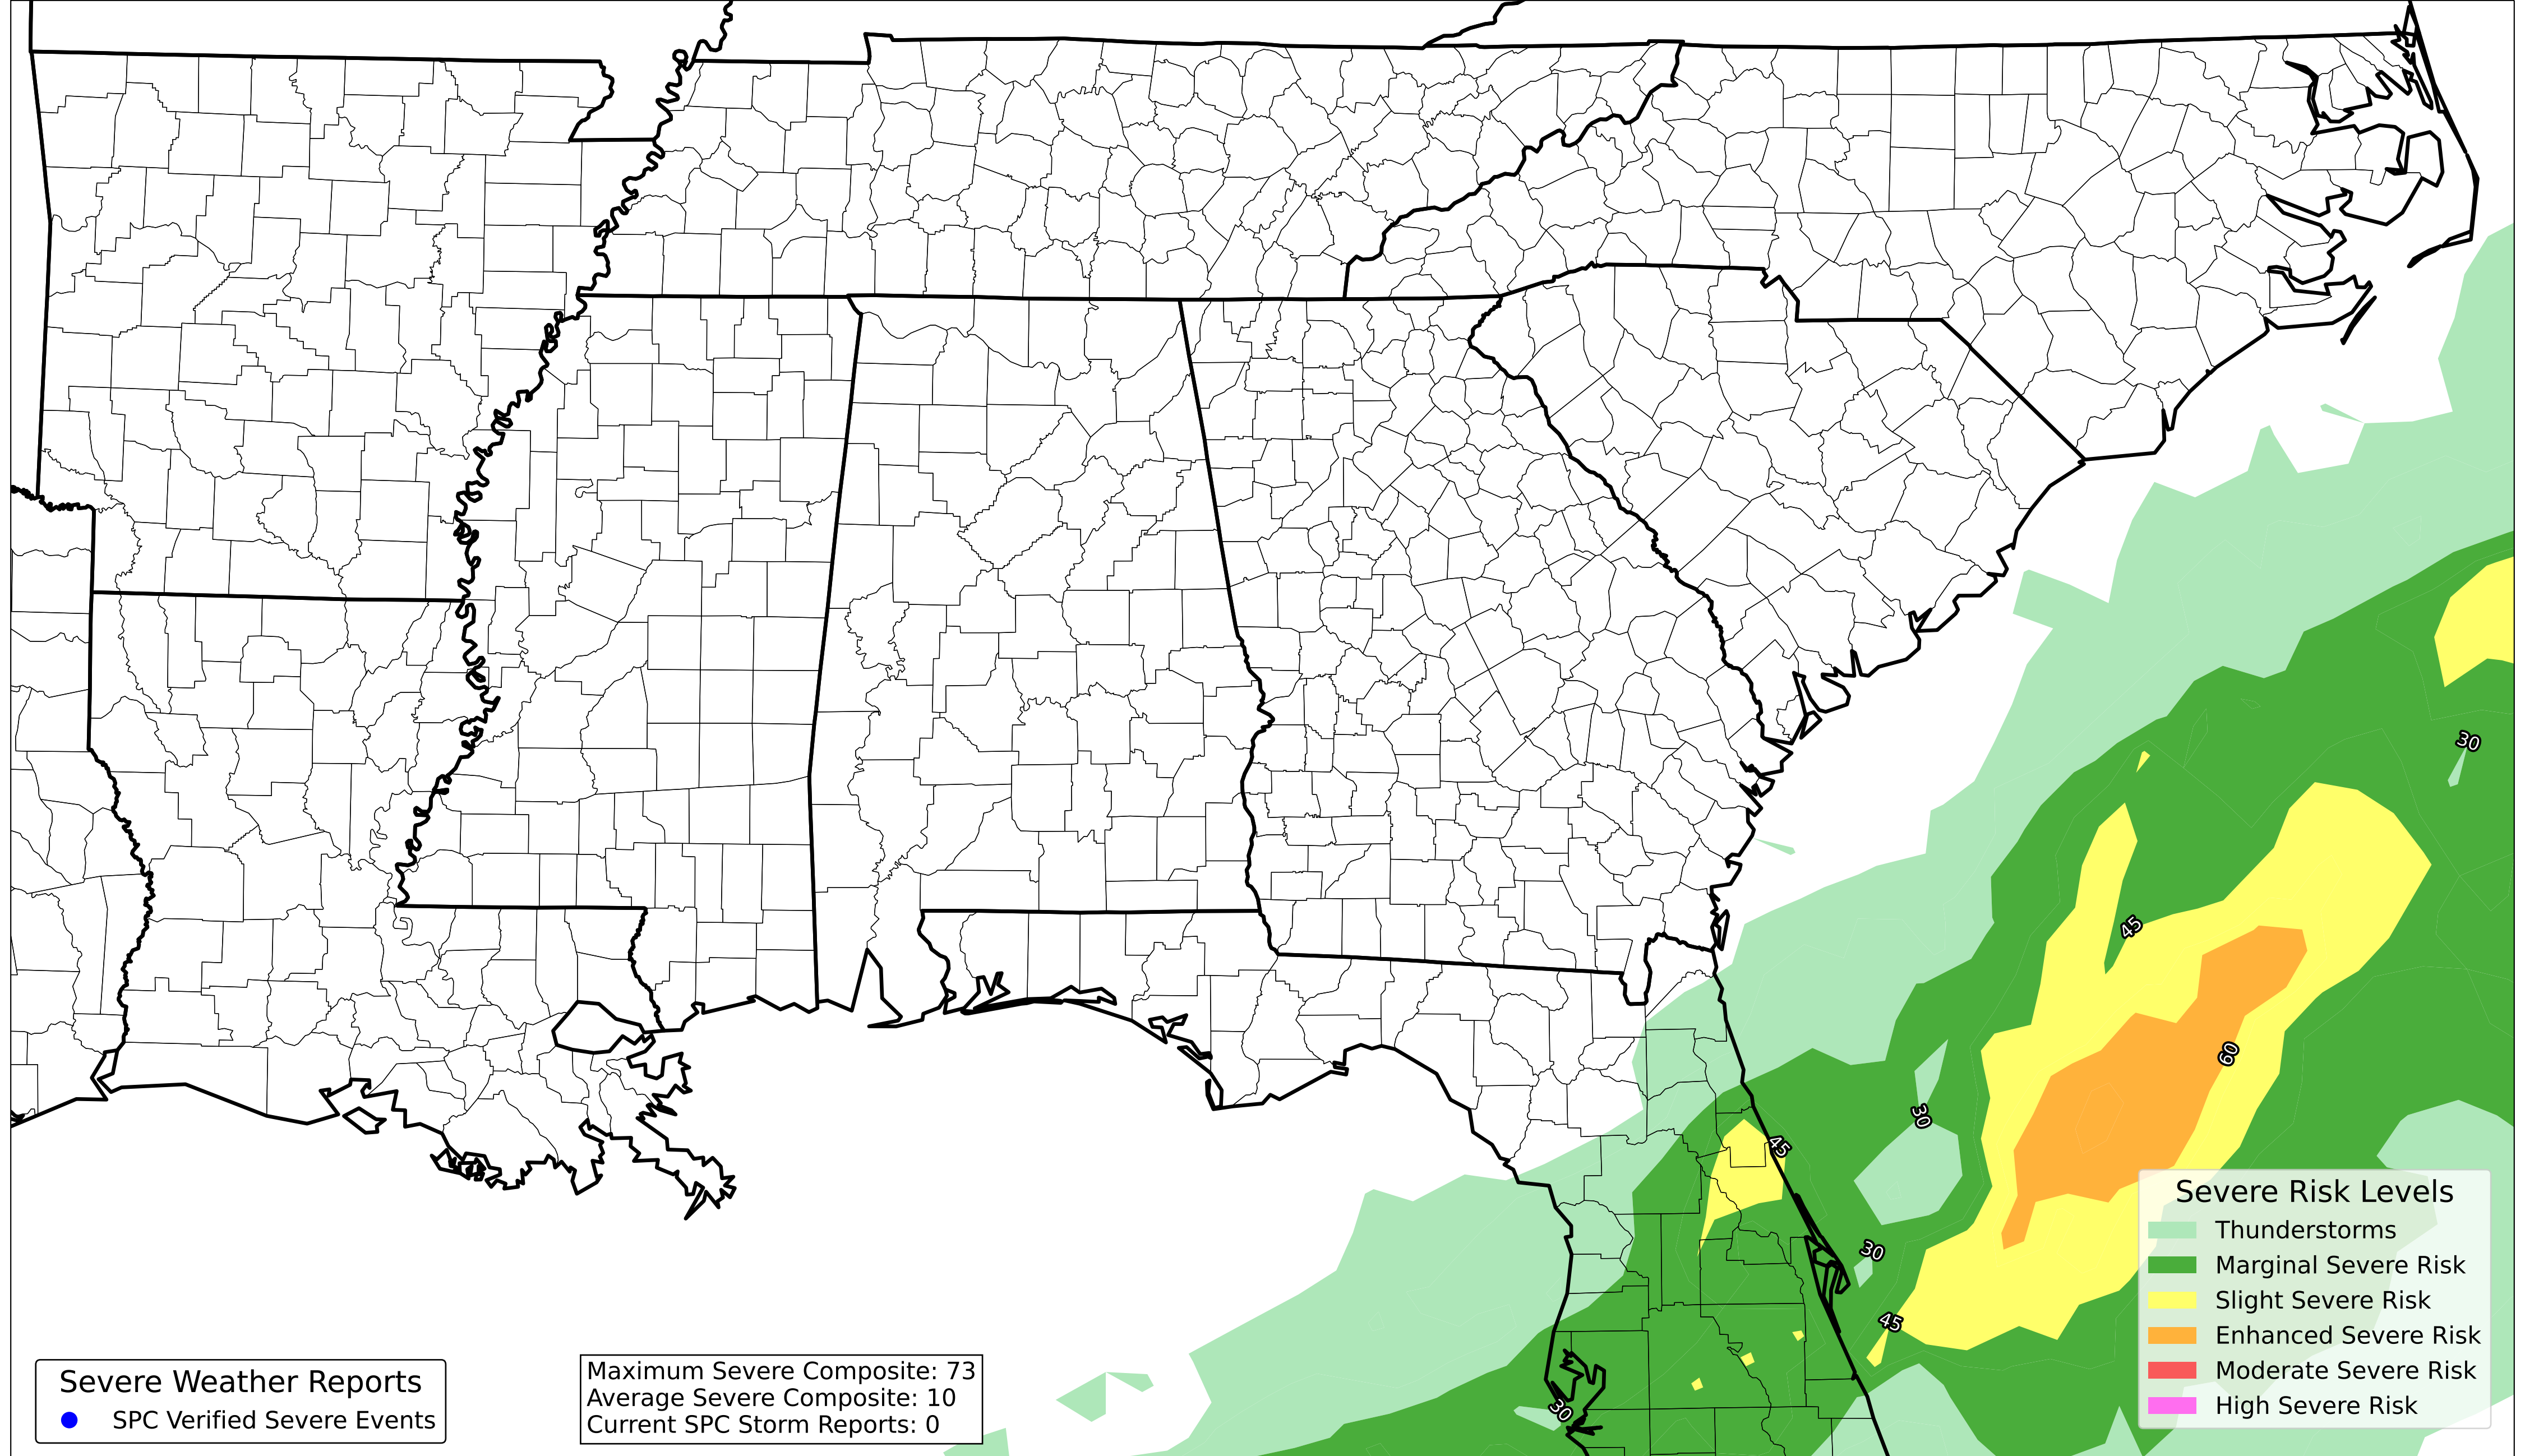 30
45
60
30
45
30
45
30
Severe Risk Levels
Thunderstorms
Marginal Severe Risk
Slight Severe Risk
Enhanced Severe Risk
Moderate Severe Risk
High Severe Risk
Severe Weather Reports
SPC Verified Severe Events
Maximum Severe Composite: 73
Average Severe Composite: 10
Current SPC Storm Reports: 0